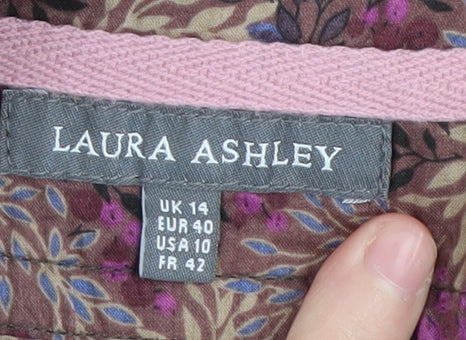 LAURA ASHLEY
UK 14
EUR 40
USA 10
FR 42